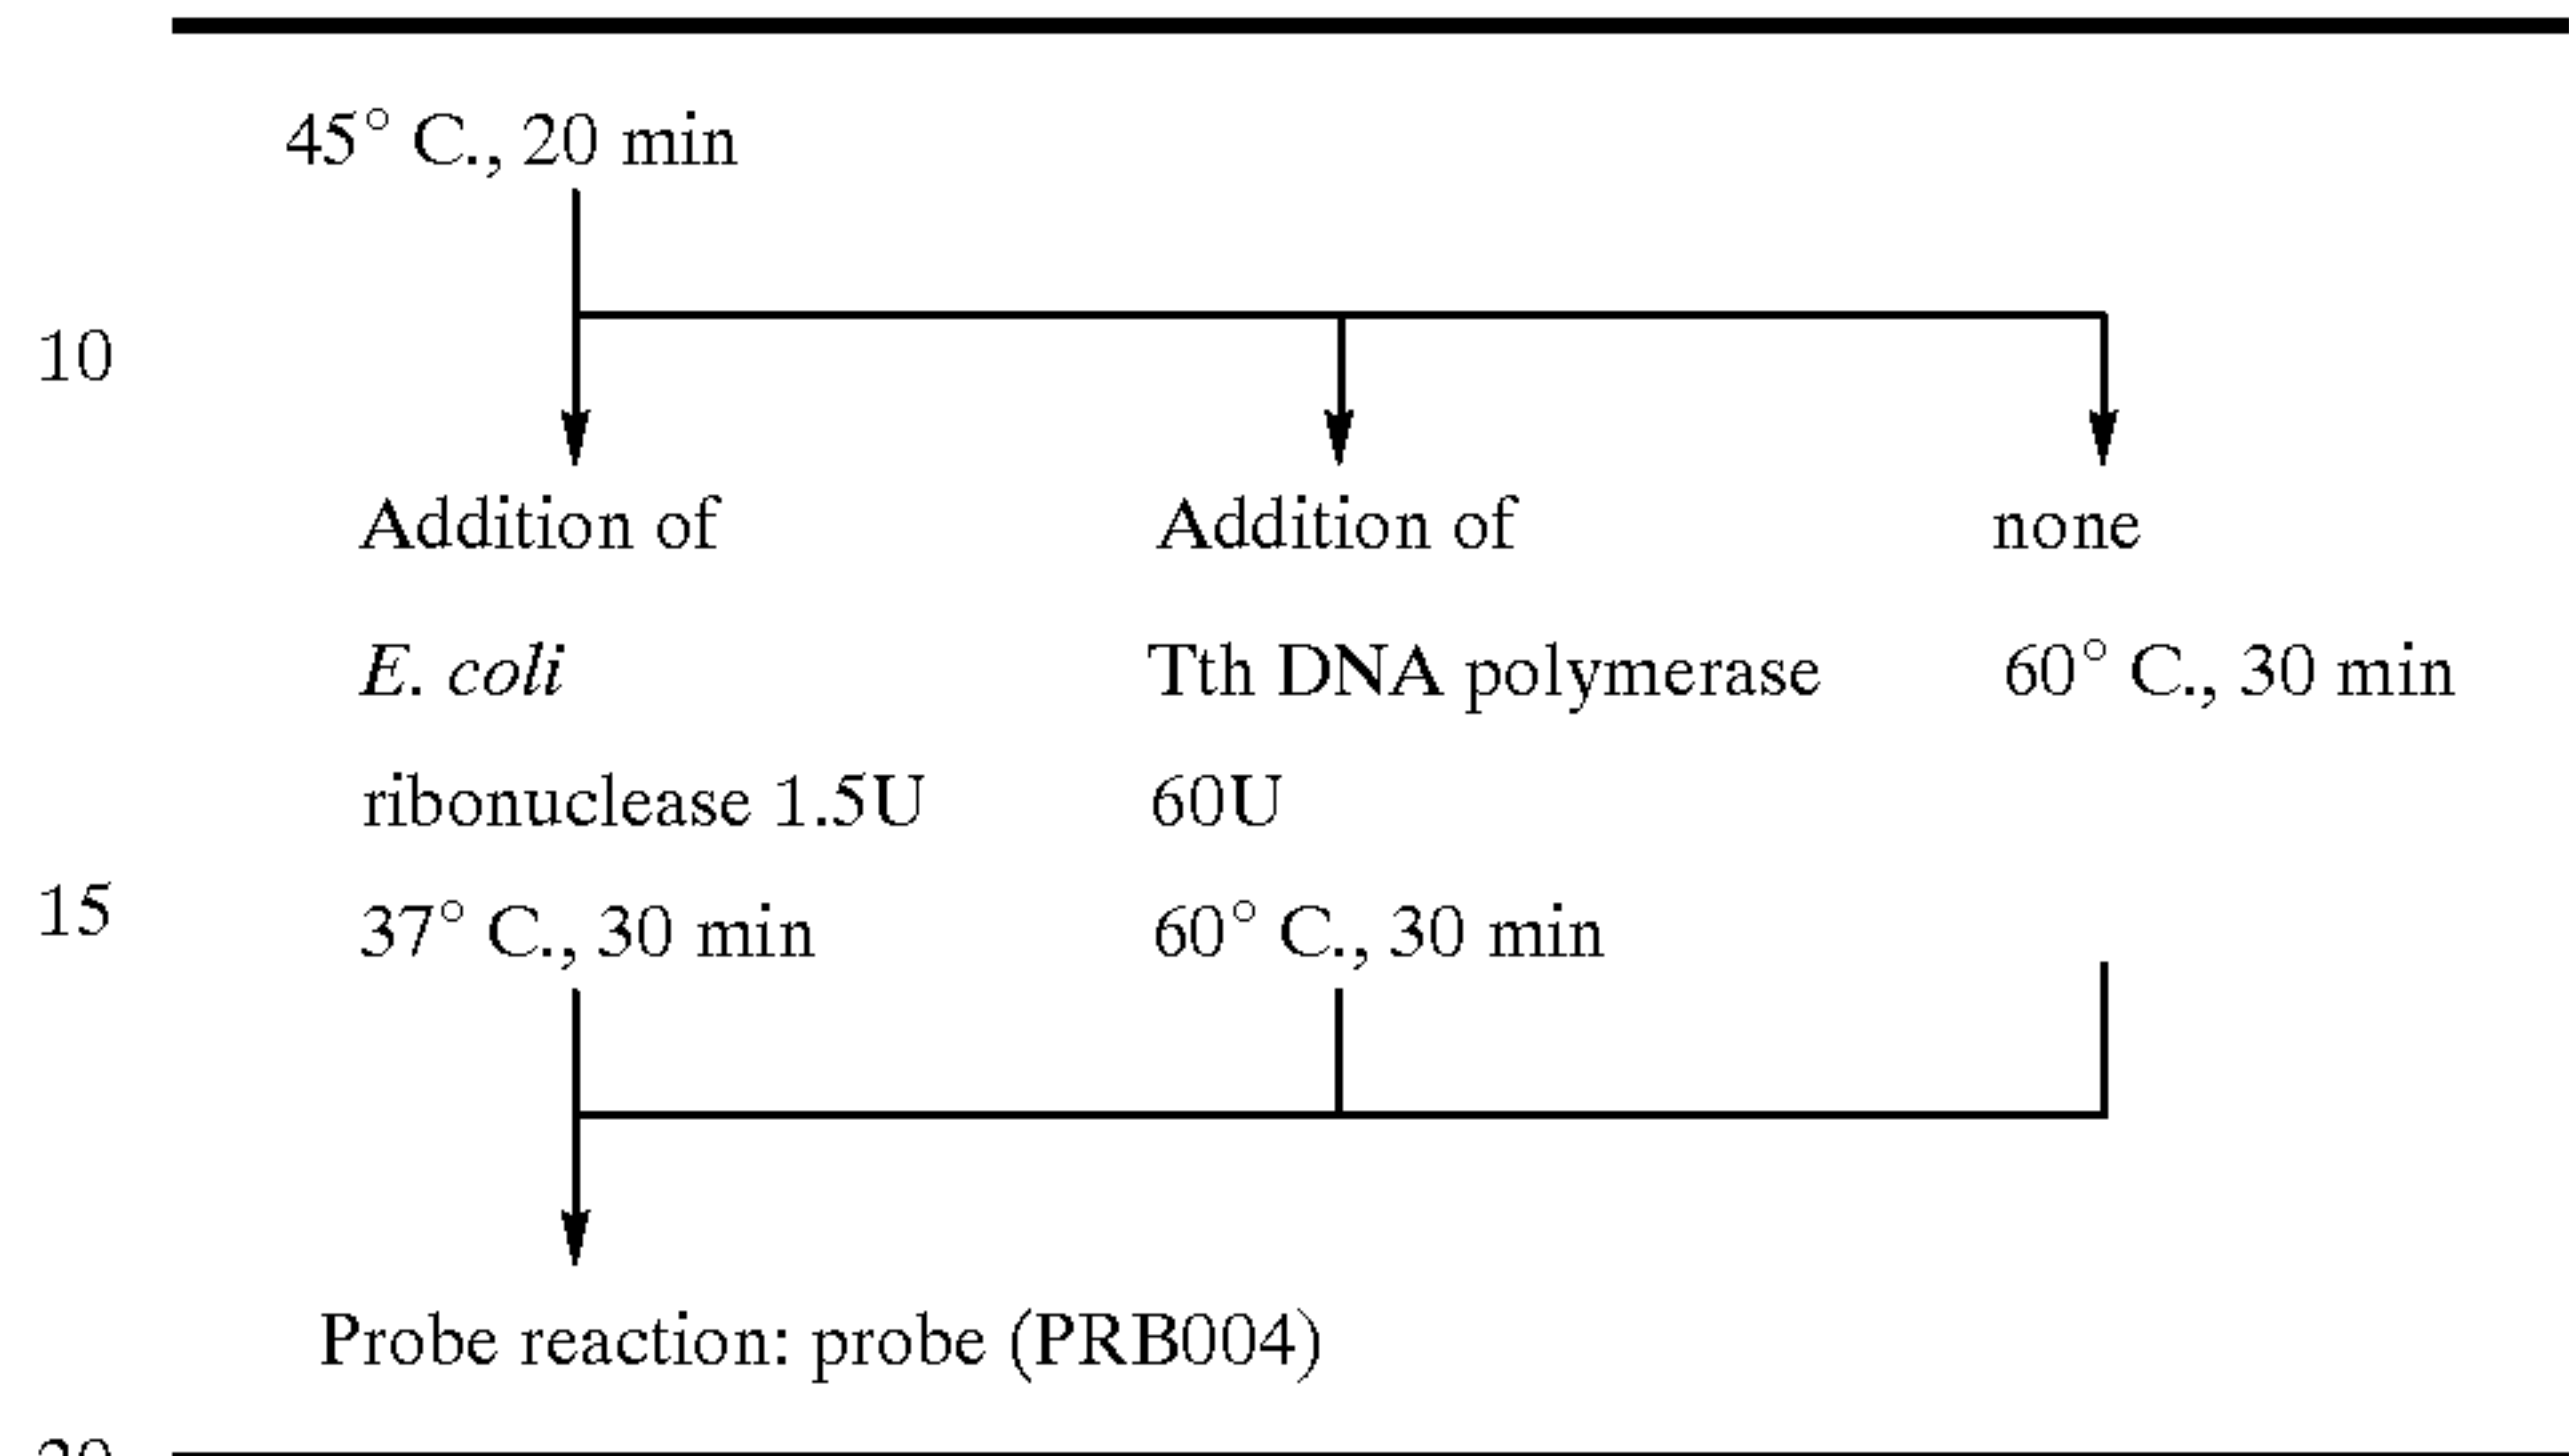 45° C., 20 min
10
Addition of
Addition of
none
E. coli
Tth DNA polymerase
60° C., 30 min
ribonuclease 1.5U
60U
15
37° C., 30 min
60° C., 30 min
Probe reaction: probe (PRB004)